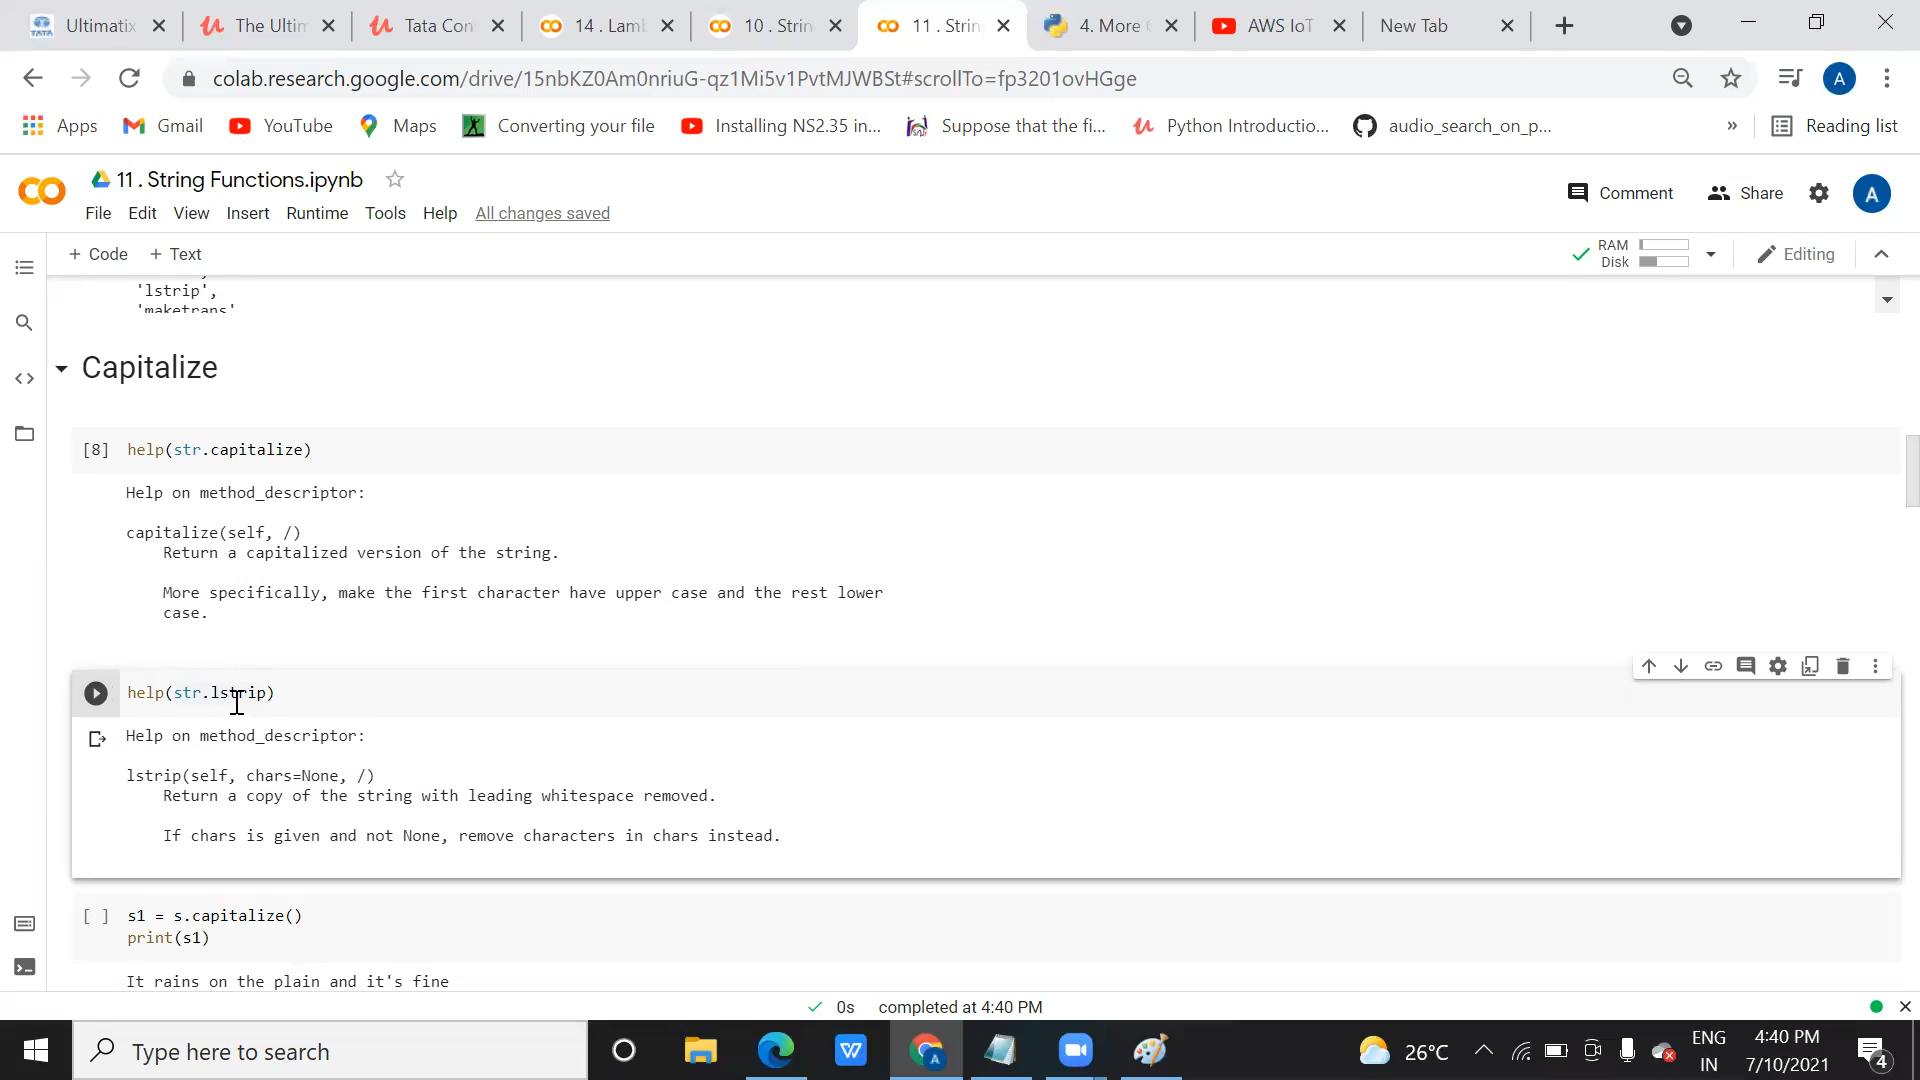 Ultimatix
The Ultim
Tata Con
14 . Lamb
10 . Strin
11 . Strin
4. More
AWS IoT
New Tab
colab.research.google.com/drive/15nbKZ0Am0nriuG-qz1Mi5v1PvtMJWBSt#scrollTo=fp3201ovHGge
A
Apps
Gmail
YouTube
Maps
Converting your file
Installing NS2.35 in...
Suppose that the fi...
Python Introductio...
audio_search_on_p...
»
Reading list
11 . String Functions.ipynb
Comment
Share
A
File Edit View Insert Runtime Tools Help All changes saved
+ Code + Text
RAM
Disk
Editing
'lstrip',
'maketrans'
Capitalize
[8] help(str.capitalize)
Help on method_descriptor:
capitalize(self, /)
Return a capitalized version of the string.
More specifically, make the first character have upper case and the rest lower
case.
help(str.lstrip)
Help on method_descriptor:
lstrip(self, chars=None, /)
Return a copy of the string with leading whitespace removed.
If chars is given and not None, remove characters in chars instead.
[ ] s1 = s.capitalize()
print(s1)
It rains on the plain and it's fine
0s completed at 4:40 PM
Type here to search
W
A
26°C
ENG
IN
4:40 PM
7/10/2021
4